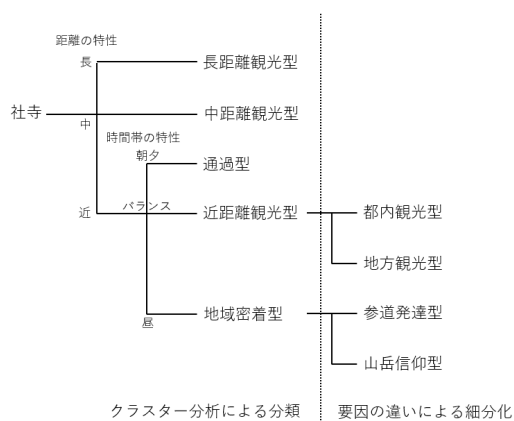 距離の特性
長
長距離観光型
社寺
中
中距離観光型
時間帯の特性
朝夕
通過型
近
バランス
近距離観光型
都内観光型
地方観光型
地域密着型
昼
参道発達型
山岳信仰型
クラスター分析による分類
要因の違いによる細分化